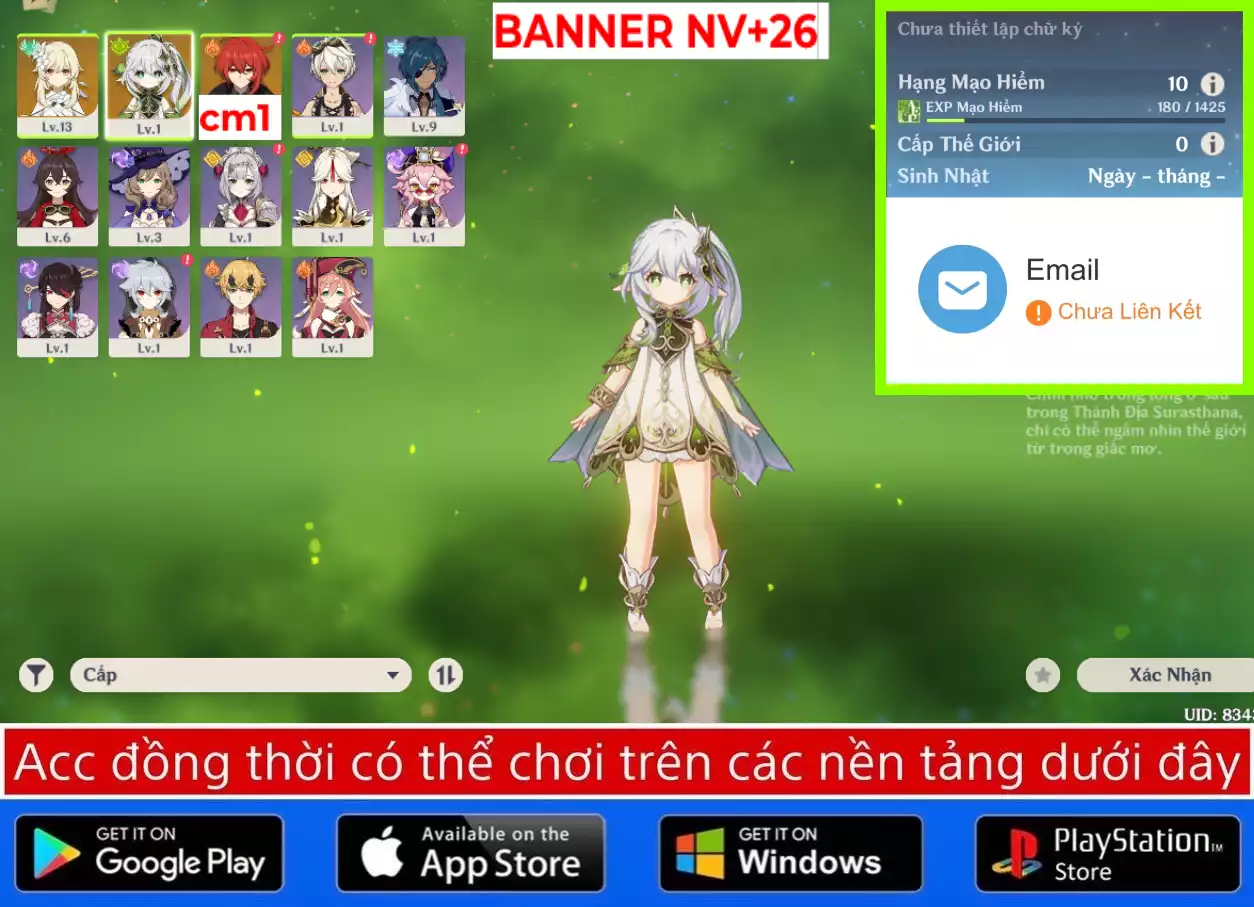 BANNER NV+26
Chưa thiết lập chữ ký
Hạng Mạo Hiểm 10
EXP Mạo Hiểm 180 / 1425
Cấp Thế Giới 0
Sinh Nhật Ngày - tháng -
Email
Chưa Liên Kết
trong Thánh Địa Surasthana,
chỉ có thể ngắm nhìn thế giới
từ trong giấc mơ.
Lv.13
Lv.1
cm1
Lv.1
Lv.9
Lv.6
Lv.3
Lv.1
Lv.1
Lv.1
Lv.1
Lv.1
Lv.1
Lv.1
Cấp
Xác Nhận
UID: 834
Acc đồng thời có thể chơi trên các nền tảng dưới đây
GET IT ON
Google Play
Available on the
App Store
GET IT ON
Windows
PlayStation™
Store